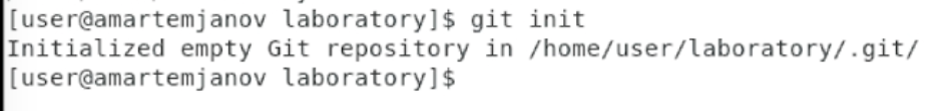 [user@amartemjanov laboratory]$ git init
Initialized empty Git repository in /home/user/laboratory/.git/
[user@amartemjanov laboratory]$